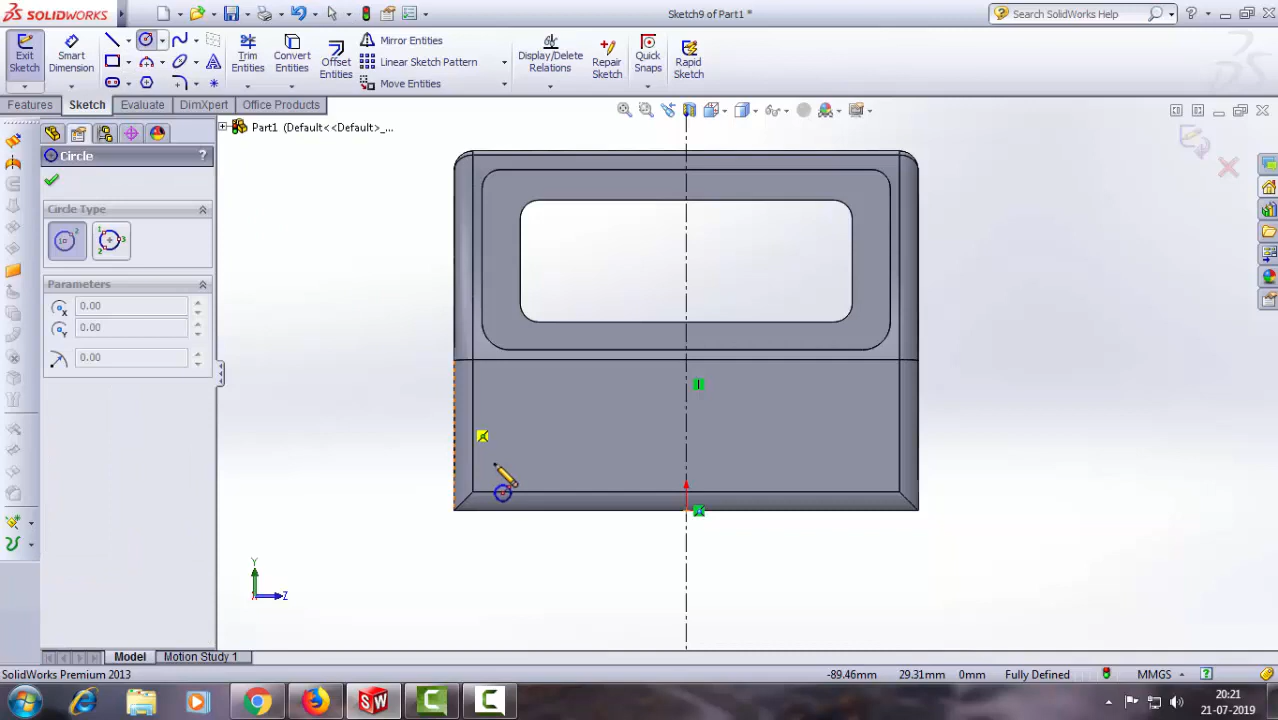 SOLIDWORKS
Sketch9 of Part1 *
Search SolidWorks Help
Exit Sketch
Smart Dimension
Trim Entities
Convert Entities
Offset Entities
Mirror Entities
Linear Sketch Pattern
Move Entities
Display/Delete Relations
Repair Sketch
Quick Snaps
Rapid Sketch
Features
Sketch
Evaluate
DimXpert
Office Products
Part1 (Default<<Default>_...
Circle
?
Circle Type
Parameters
0.00
0.00
0.00
Y
Z
Model
Motion Study 1
SolidWorks Premium 2013
-89.46mm
29.31mm
0mm
Fully Defined
MMGS
20:21
21-07-2019